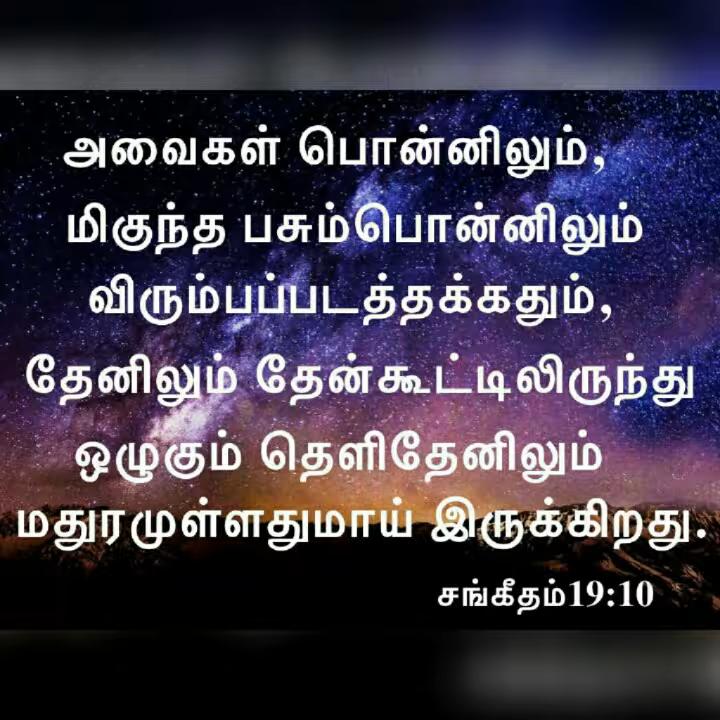 அவைகள் பொன்னிலும்,
மிகுந்த பசும்பொன்னிலும்
விரும்பப்படத்தக்கதும்,
தேனிலும் தேன்கூட்டிலிருந்து
ஒழுகும் தெளிதேனிலும்
மதுரமுள்ளதுமாய் இருக்கிறது.
சங்கீதம்19:10